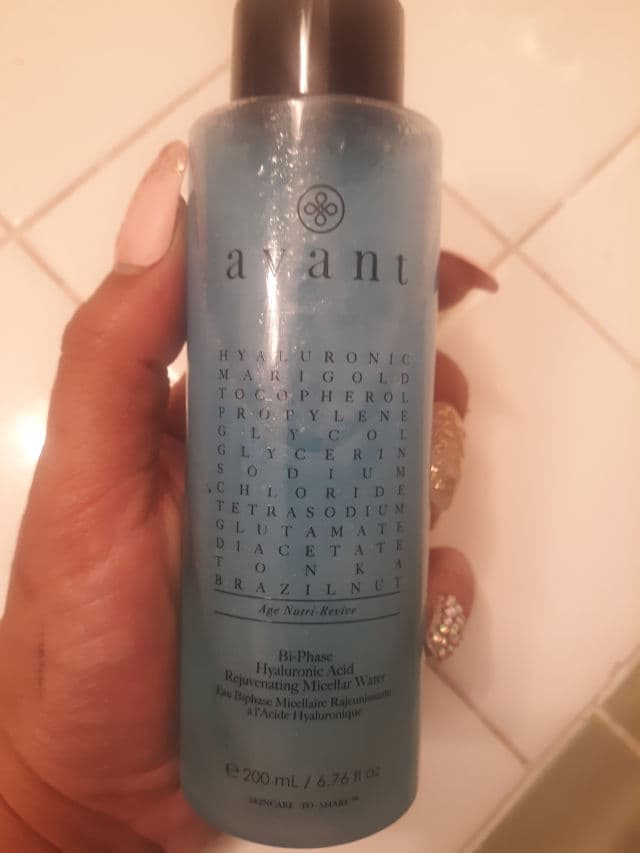 avant
HYALURONIC
MARIGOLD
TOCOPHEROL
PROPYLENE
GLYCOL
GLYCERIN
SODIUM
CHLORIDE
TETRASODIUM
GLUTAMATE
DIACETATE
TONKA
BRAZILNUT
Age Nutri-Revive
Bi-Phase
Hyaluronic Acid
Rejuvenating Micellar Water
Eau Biphase Micellaire Rajeunissante
à l'Acide Hyaluronique
℮ 200 mL / 6.76 fl oz
SKINCARE TO SHARE™